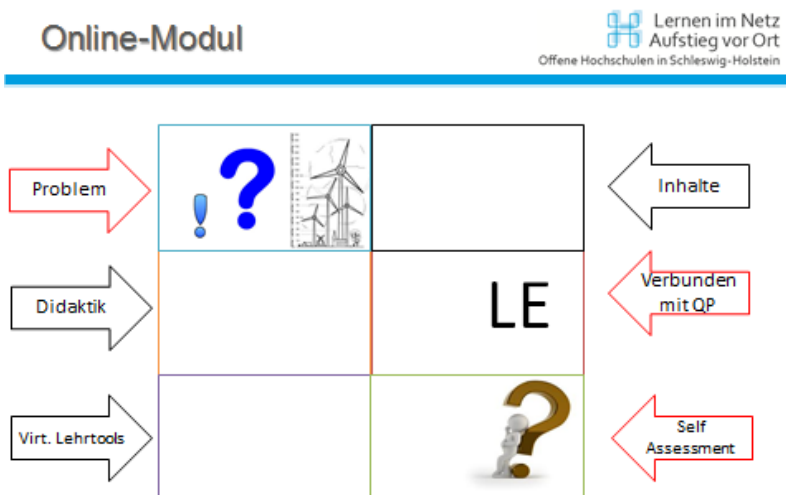 Online-Modul
Lernen im Netz
Aufstieg vor Ort
Offene Hochschulen in Schleswig-Holstein
Problem
! ?
Inhalte
Didaktik
LE
Verbunden
mit QP
Virt. Lehrtools
Self
Assessment